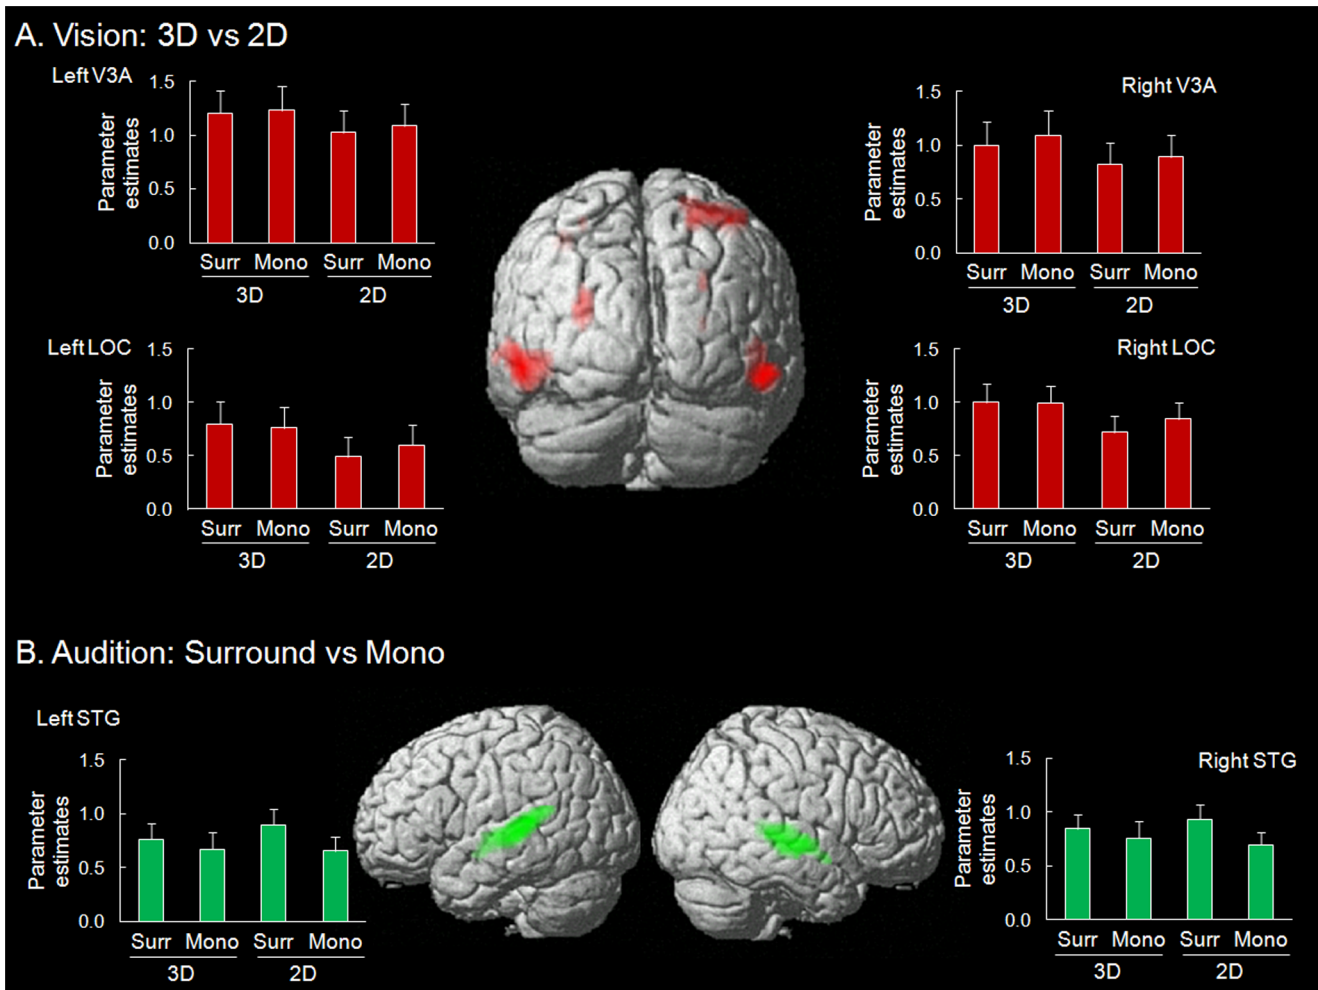 A. Vision: 3D vs 2D
Left V3A
Parameter
estimates
1.5
1.0
0.5
0.0
Surr Mono Surr Mono
3D 2D
Right V3A
Parameter
estimates
1.5
1.0
0.5
0.0
Surr Mono Surr Mono
3D 2D
Left LOC
Parameter
estimates
1.5
1.0
0.5
0.0
Surr Mono Surr Mono
3D 2D
Right LOC
Parameter
estimates
1.5
1.0
0.5
0.0
Surr Mono Surr Mono
3D 2D
B. Audition: Surround vs Mono
Left STG
Parameter
estimates
1.5
1.0
0.5
0.0
Surr Mono Surr Mono
3D 2D
Right STG
Parameter
estimates
1.5
1.0
0.5
0.0
Surr Mono Surr Mono
3D 2D